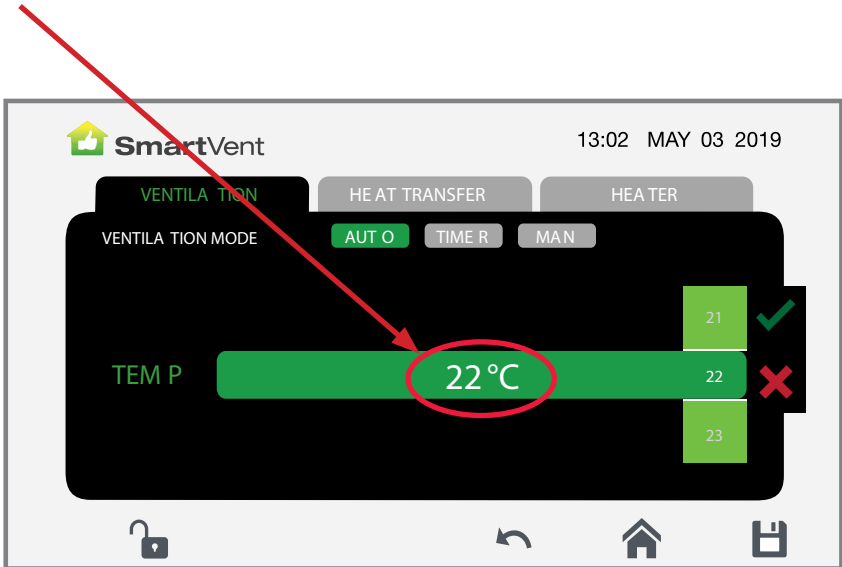 SmartVent
13:02 MAY 03 2019
VENTILA TION HE AT TRANSFER HEA TER
VENTILA TION MODE AUT O TIME R MAN
21
TEM P 22 °C 22
23